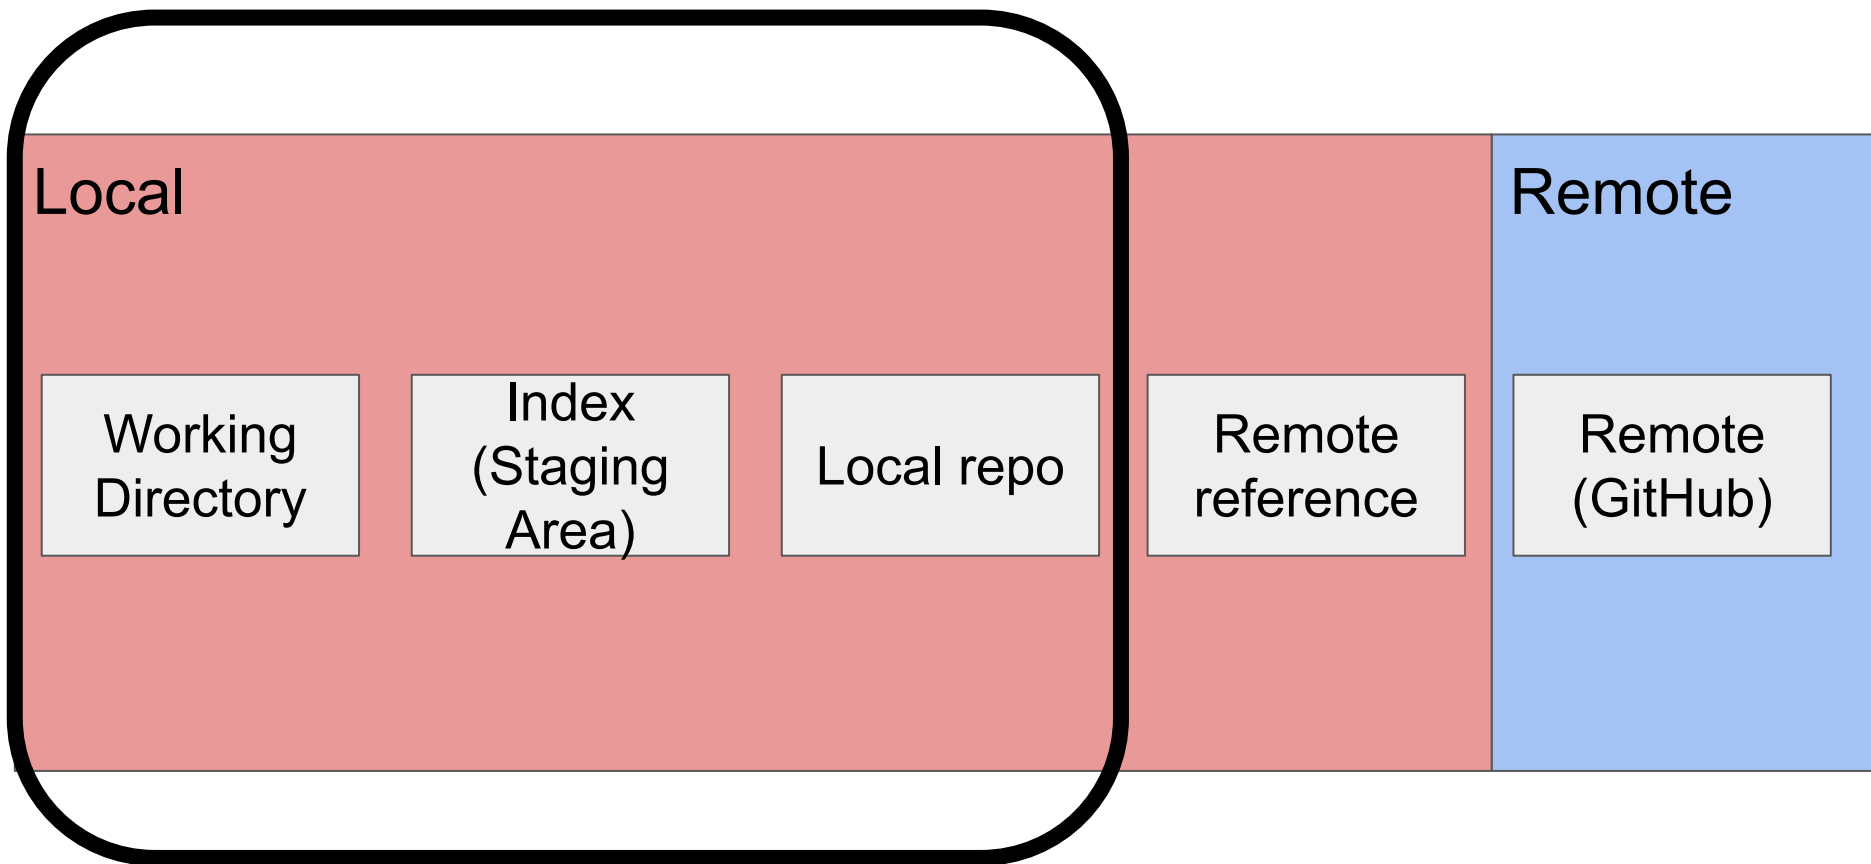 Local
Remote
Working
Directory
Index
(Staging
Area)
Local repo
Remote
reference
Remote
(GitHub)